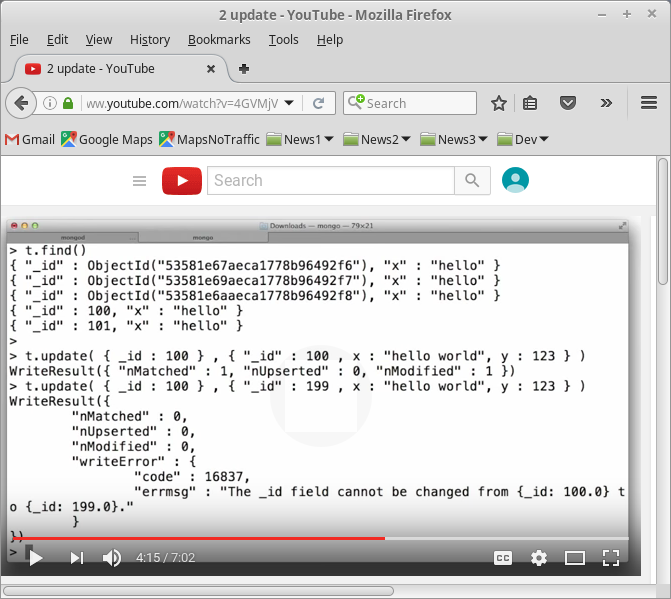 2 update - YouTube - Mozilla Firefox
File Edit View History Bookmarks Tools Help
2 update - YouTube
ww.youtube.com/watch?v=4GVMjV
Search
Gmail Google Maps MapsNoTraffic News1 News2 News3 Dev
Search
Downloads — mongo — 79×21
mongod mongo
> t.find()
{ "_id" : ObjectId("53581e67aeca1778b96492f6"), "x" : "hello" }
{ "_id" : ObjectId("53581e69aeca1778b96492f7"), "x" : "hello" }
{ "_id" : ObjectId("53581e6aaeca1778b96492f8"), "x" : "hello" }
{ "_id" : 100, "x" : "hello" }
{ "_id" : 101, "x" : "hello" }
>
> t.update( { _id : 100 } , { "_id" : 100 , x : "hello world", y : 123 } )
WriteResult({ "nMatched" : 1, "nUpserted" : 0, "nModified" : 1 })
> t.update( { _id : 100 } , { "_id" : 199 , x : "hello world", y : 123 } )
WriteResult({
"nMatched" : 0,
"nUpserted" : 0,
"nModified" : 0,
"writeError" : {
"code" : 16837,
"errmsg" : "The _id field cannot be changed from {_id: 100.0} t
o {_id: 199.0}."
}
})
>
4:15 / 7:02
CC